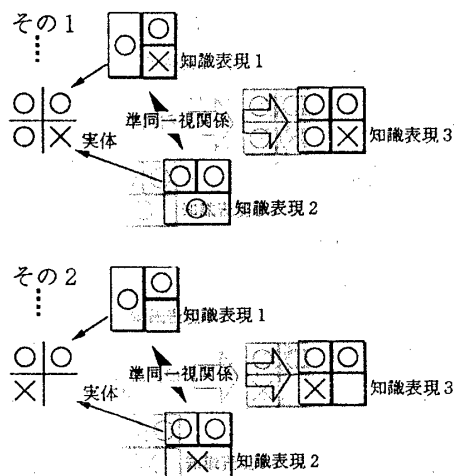 その1
知識表現1
準同一視関係
実体
知識表現3
知識表現2
その2
知識表現1
準同一視関係
実体
知識表現3
知識表現2